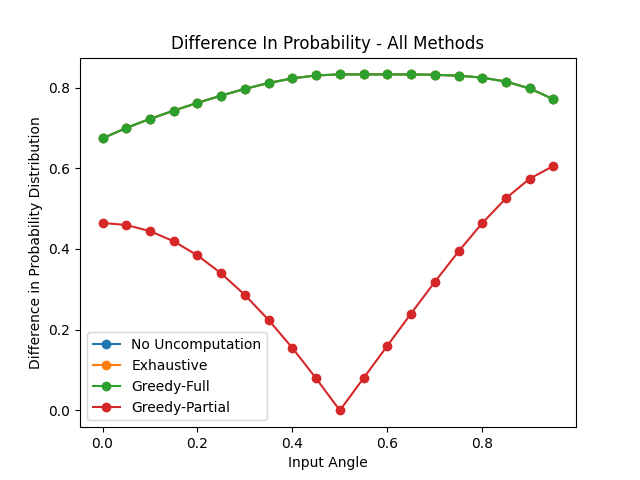 Difference In Probability - All Methods
Difference in Probability Distribution
0.8
0.6
0.4
0.2
0.0
No Uncomputation
Exhaustive
Greedy-Full
Greedy-Partial
0.0 0.2 0.4 0.6 0.8
Input Angle